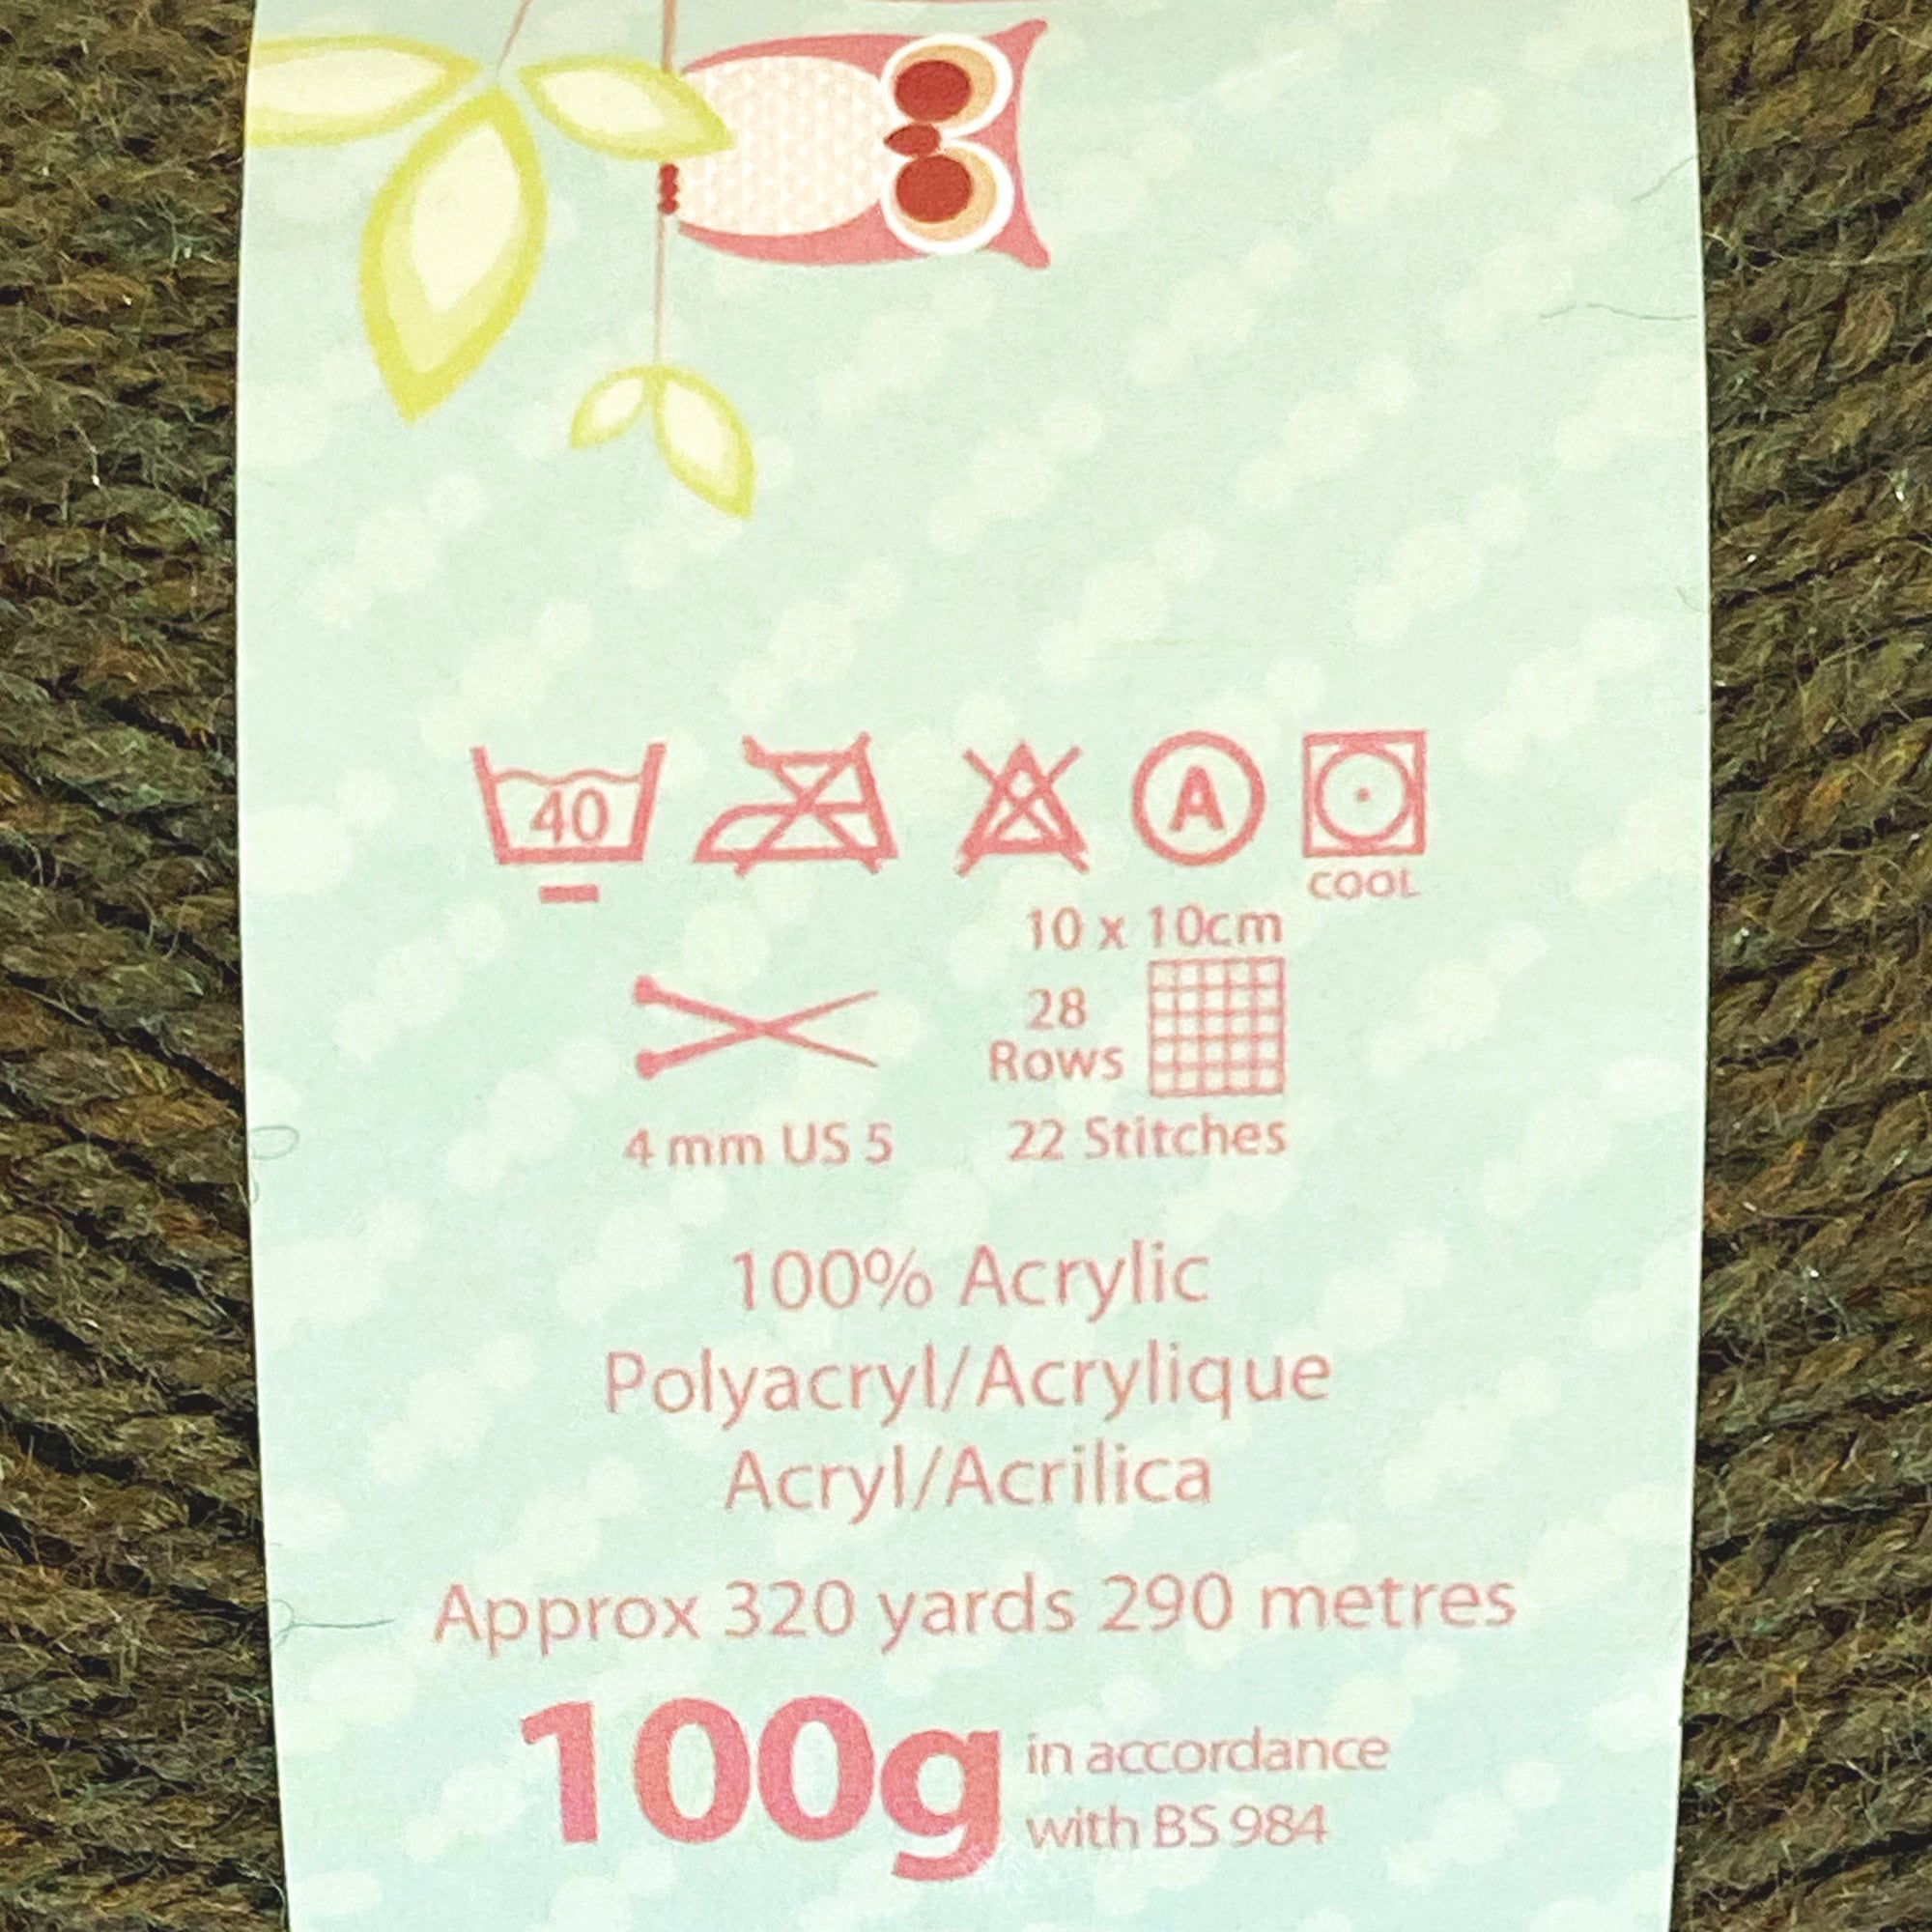 40
A
COOL
10 x 10cm
28
Rows
4 mm US 5
22 Stitches
100% Acrylic
Polyacryl/Acrylique
Acryl/Acrilica
Approx 320 yards 290 metres
100g
in accordance
with BS 984